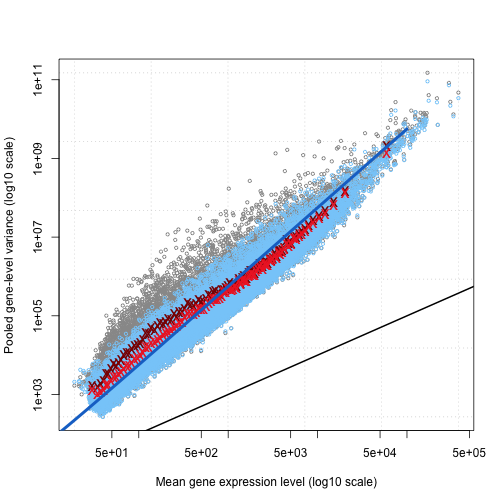 Pooled gene-level variance (log10 scale)
1e+11
1e+09
1e+07
1e+05
1e+03
5e+01 5e+02 5e+03 5e+04 5e+05
Mean gene expression level (log10 scale)